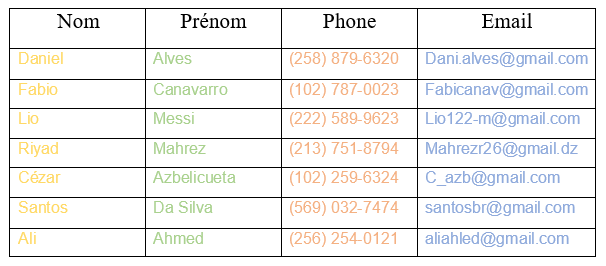 Nom Prénom Phone Email
Daniel Alves (258) 879-6320 Dani.alves@gmail.com
Fabio Canavarro (102) 787-0023 Fabicanav@gmail.com
Lio Messi (222) 589-9623 Lio122-m@gmail.com
Riyad Mahrez (213) 751-8794 Mahrezr26@gmail.dz
Cézar Azbelicueta (102) 259-6324 C_azb@gmail.com
Santos Da Silva (569) 032-7474 santosbr@gmail.com
Ali Ahmed (256) 254-0121 aliahled@gmail.com